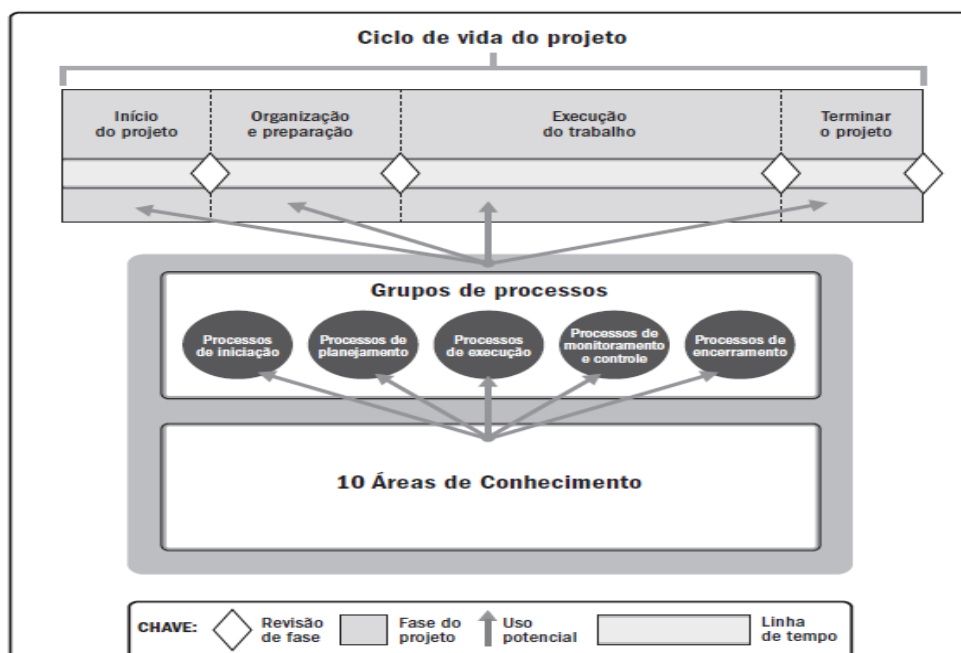 Ciclo de vida do projeto
Início
do projeto
Organização
e preparação
Execução
do trabalho
Terminar
o projeto
Grupos de processos
Processos
de iniciação
Processos de
planejamento
Processos
de execução
Processos de
monitoramento
e controle
Processos de
encerramento
10 Áreas de Conhecimento
CHAVE:
Revisão
de fase
Fase do
projeto
Uso
potencial
Linha
de tempo